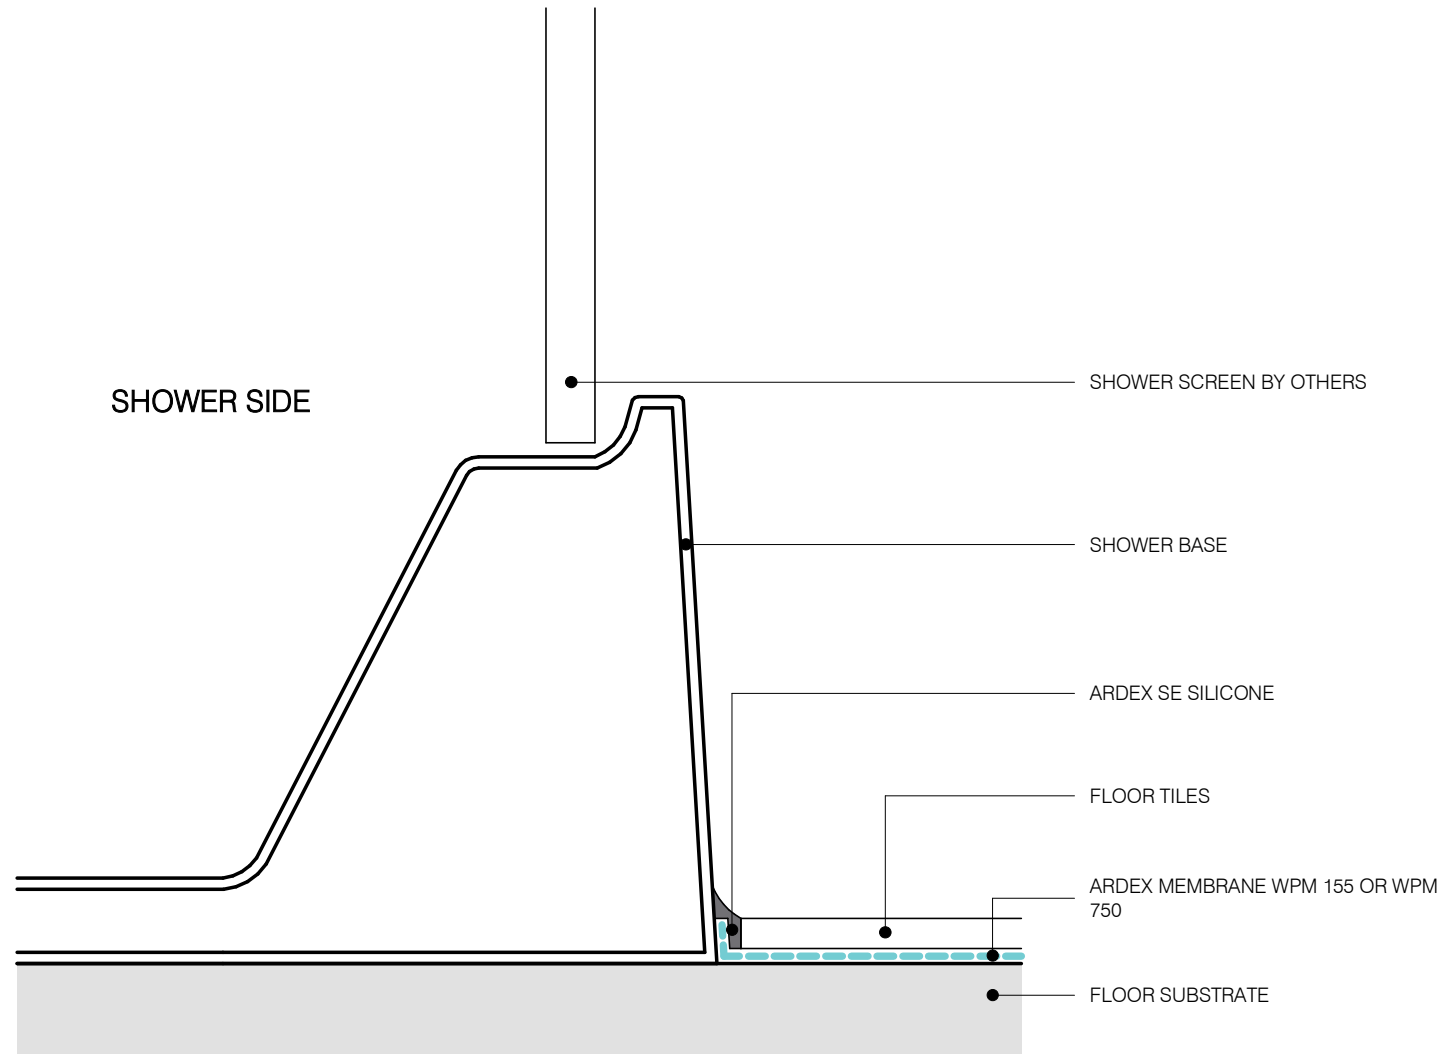 SHOWER SCREEN BY OTHERS
SHOWER SIDE
SHOWER BASE
ARDEX SE SILICONE
FLOOR TILES
ARDEX MEMBRANE WPM 155 OR WPM
750
FLOOR SUBSTRATE